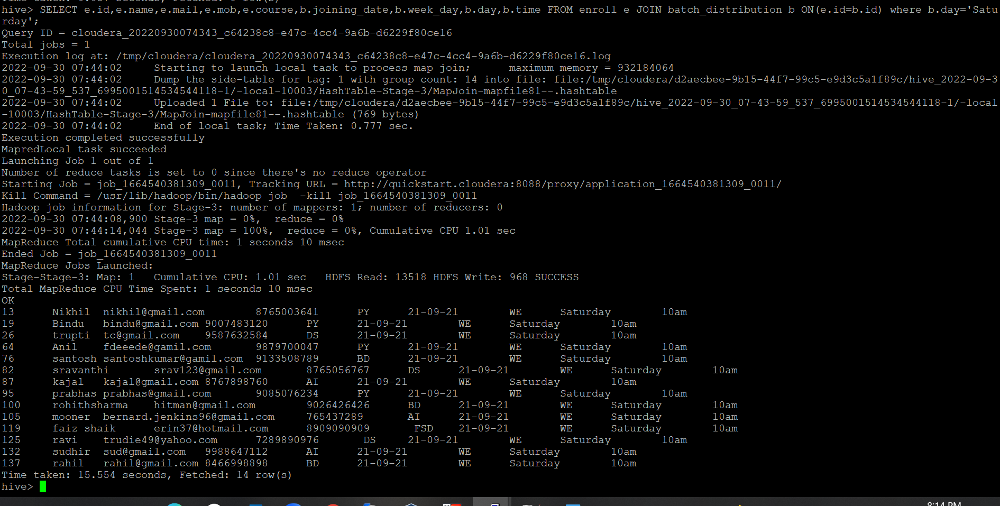 hive> SELECT e.id,e.name,e.mail,e.mob,e.course,b.joining_date,b.week_day,b.day,b.time FROM enroll e JOIN batch_distribution b ON(e.id=b.id) where b.day='Satu
rday';
Query ID = cloudera_20220930074343_c64238c8-e47c-4cc4-9a6b-d6229f80ce16
Total jobs = 1
Execution log at: /tmp/cloudera/cloudera_20220930074343_c64238c8-e47c-4cc4-9a6b-d6229f80ce16.log
2022-09-30 07:44:02     Starting to launch local task to process map join;      maximum memory = 932184064
2022-09-30 07:44:02     Dump the side-table for tag: 1 with group count: 14 into file: file:/tmp/cloudera/d2aecbee-9b15-44f7-99c5-e9d3c5a1f89c/hive_2022-09-3
0_07-43-59_537_6995001514534544118-1/-local-10003/HashTable-Stage-3/MapJoin-mapfile81--.hashtable
2022-09-30 07:44:02     Uploaded 1 File to: file:/tmp/cloudera/d2aecbee-9b15-44f7-99c5-e9d3c5a1f89c/hive_2022-09-30_07-43-59_537_6995001514534544118-1/-local
-10003/HashTable-Stage-3/MapJoin-mapfile81--.hashtable (769 bytes)
2022-09-30 07:44:02     End of local task; Time Taken: 0.777 sec.
Execution completed successfully
MapredLocal task succeeded
Launching Job 1 out of 1
Number of reduce tasks is set to 0 since there's no reduce operator
Starting Job = job_1664540381309_0011, Tracking URL = http://quickstart.cloudera:8088/proxy/application_1664540381309_0011/
Kill Command = /usr/lib/hadoop/bin/hadoop job  -kill job_1664540381309_0011
Hadoop job information for Stage-3: number of mappers: 1; number of reducers: 0
2022-09-30 07:44:08,900 Stage-3 map = 0%,  reduce = 0%
2022-09-30 07:44:14,044 Stage-3 map = 100%,  reduce = 0%, Cumulative CPU 1.01 sec
MapReduce Total cumulative CPU time: 1 seconds 10 msec
Ended Job = job_1664540381309_0011
MapReduce Jobs Launched:
Stage-Stage-3: Map: 1   Cumulative CPU: 1.01 sec   HDFS Read: 13518 HDFS Write: 968 SUCCESS
Total MapReduce CPU Time Spent: 1 seconds 10 msec
OK
13      Nikhil  nikhil@gmail.com        8765003641      PY      21-09-21        WE      Saturday        10am
19      Bindu   bindu@gmail.com 9007483120      PY      21-09-21        WE      Saturday        10am
26      trupti  tc@gmail.com    9587632584      DS      21-09-21        WE      Saturday        10am
64      Anil    fdeeede@gamil.com       9879700047      PY      21-09-21        WE      Saturday        10am
76      santosh santoshkumar@gamil.com  9133508789      BD      21-09-21        WE      Saturday        10am
82      sravanthi       srav123@gmail.com       8765056767      DS      21-09-21        WE      Saturday        10am
87      kajal   kajal@gmail.com 8767898760      AI      21-09-21        WE      Saturday        10am
95      prabhas prabhas@gmail.com       9085076234      PY      21-09-21        WE      Saturday        10am
100     rohithsharma    hitman@gmail.com        9026426426      BD      21-09-21        WE      Saturday        10am
105     mooner  bernard.jenkins96@gmail.com     765437289       AI      21-09-21        WE      Saturday        10am
119     faiz shaik      erin37@hotmail.com      8909090909       FSD    21-09-21        WE      Saturday        10am
125     ravi    trudie49@yahoo.com      7289890976       DS     21-09-21        WE      Saturday        10am
132     sudhir  sud@gmail.com   9988647112      AI      21-09-21        WE      Saturday        10am
137     rahil   rahil@gmail.com 8466998898      BD      21-09-21        WE      Saturday        10am
Time taken: 15.554 seconds, Fetched: 14 row(s)
hive>
8:14 PM